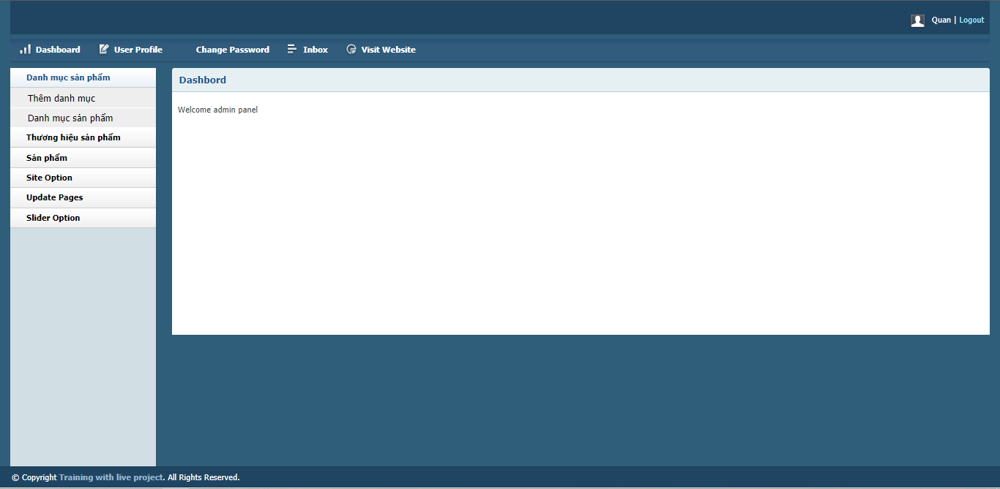 Quan | Logout
Dashboard User Profile Change Password Inbox Visit Website
Danh mục sản phẩm
Thêm danh mục
Danh mục sản phẩm
Thương hiệu sản phẩm
Sản phẩm
Site Option
Update Pages
Slider Option
Dashbord
Welcome admin panel
© Copyright Training with live project. All Rights Reserved.